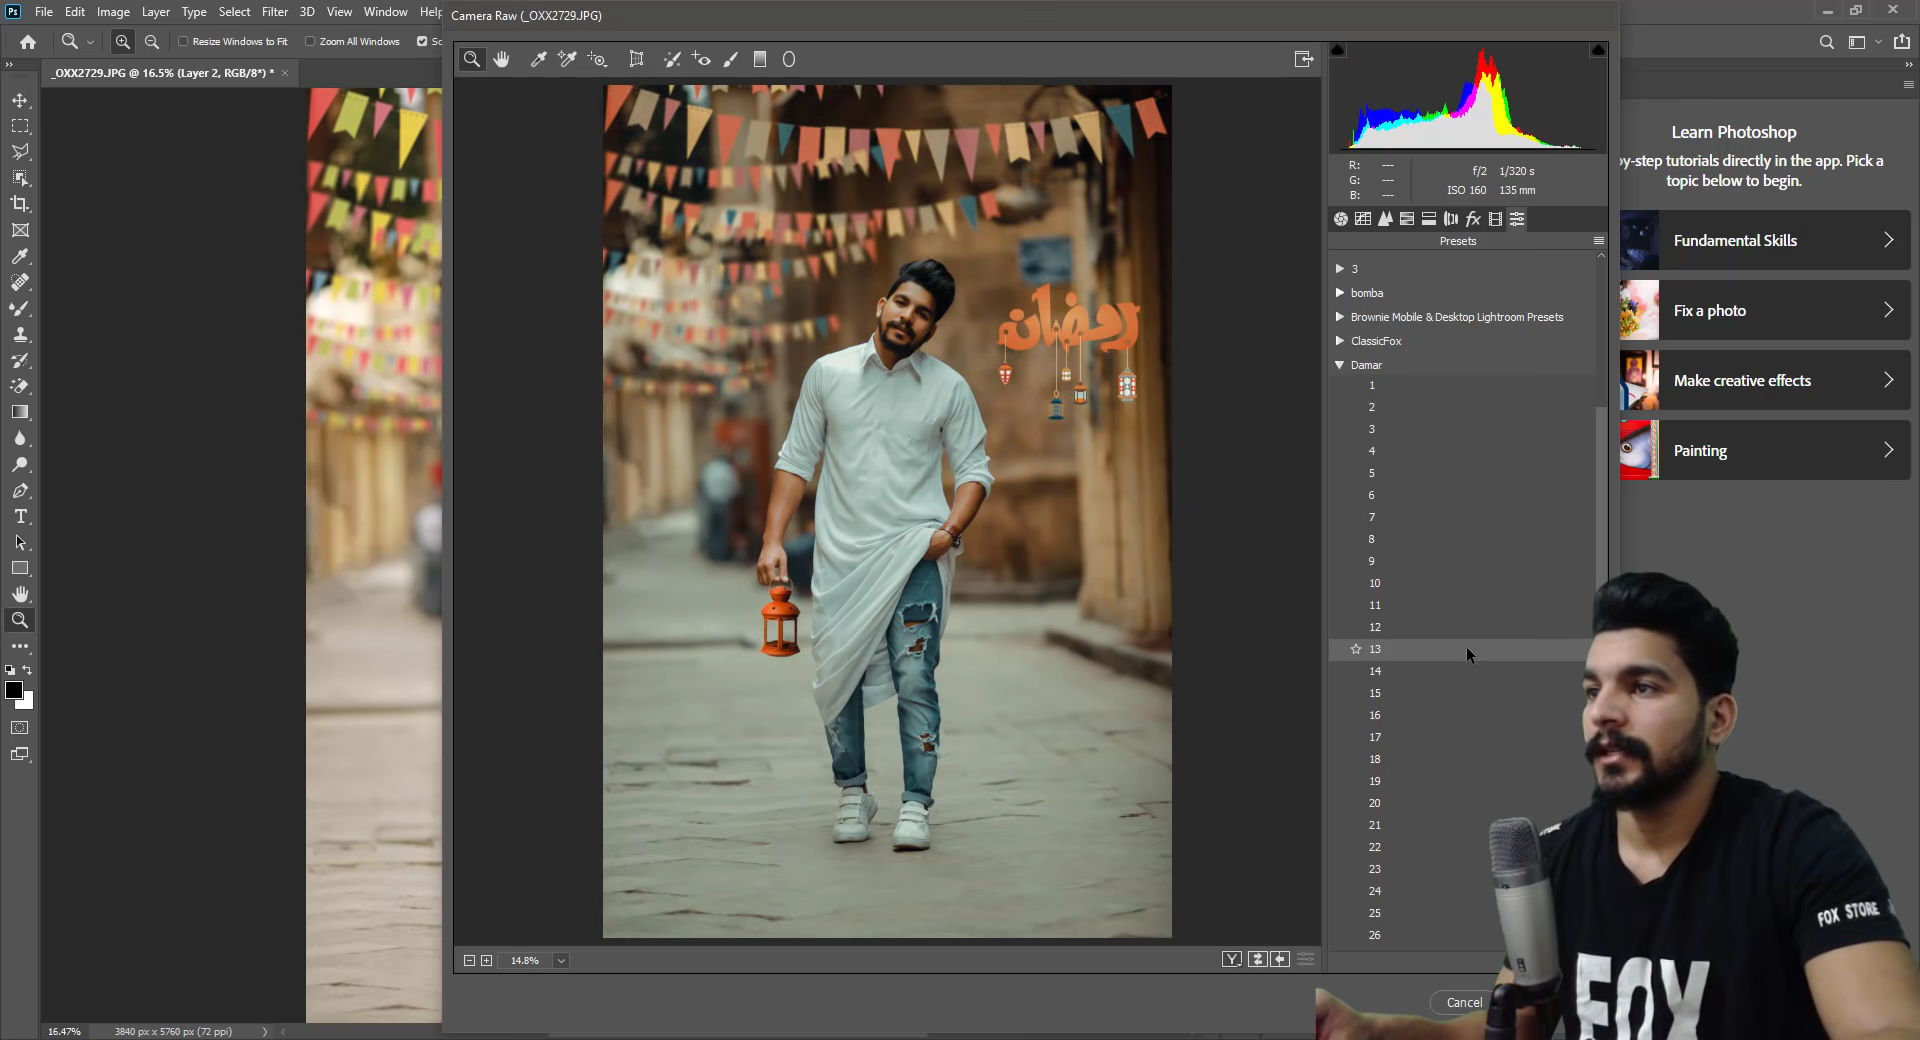 Ps File Edit Image Layer Type Select Filter 3D View Window Help
Camera Raw (_OXX2729.JPG)
Resize Windows to Fit Zoom All Windows Sc
_OXX2729.JPG @ 16.5% (Layer 2, RGB/8*) * ×
رمضان
R: ---
G: ---
B: ---
f/2 1/320 s
ISO 160 135 mm
fx
Presets
3
bomba
Brownie Mobile & Desktop Lightroom Presets
ClassicFox
Damar
1
2
3
4
5
6
7
8
9
10
11
12
13
14
15
16
17
18
19
20
21
22
23
24
25
26
Learn Photoshop
by-step tutorials directly in the app. Pick a
topic below to begin.
Fundamental Skills
Fix a photo
Make creative effects
Painting
14.8%
Y
Cancel
FOX STORE
FOX
16.47% 3840 px x 5760 px (72 ppi)